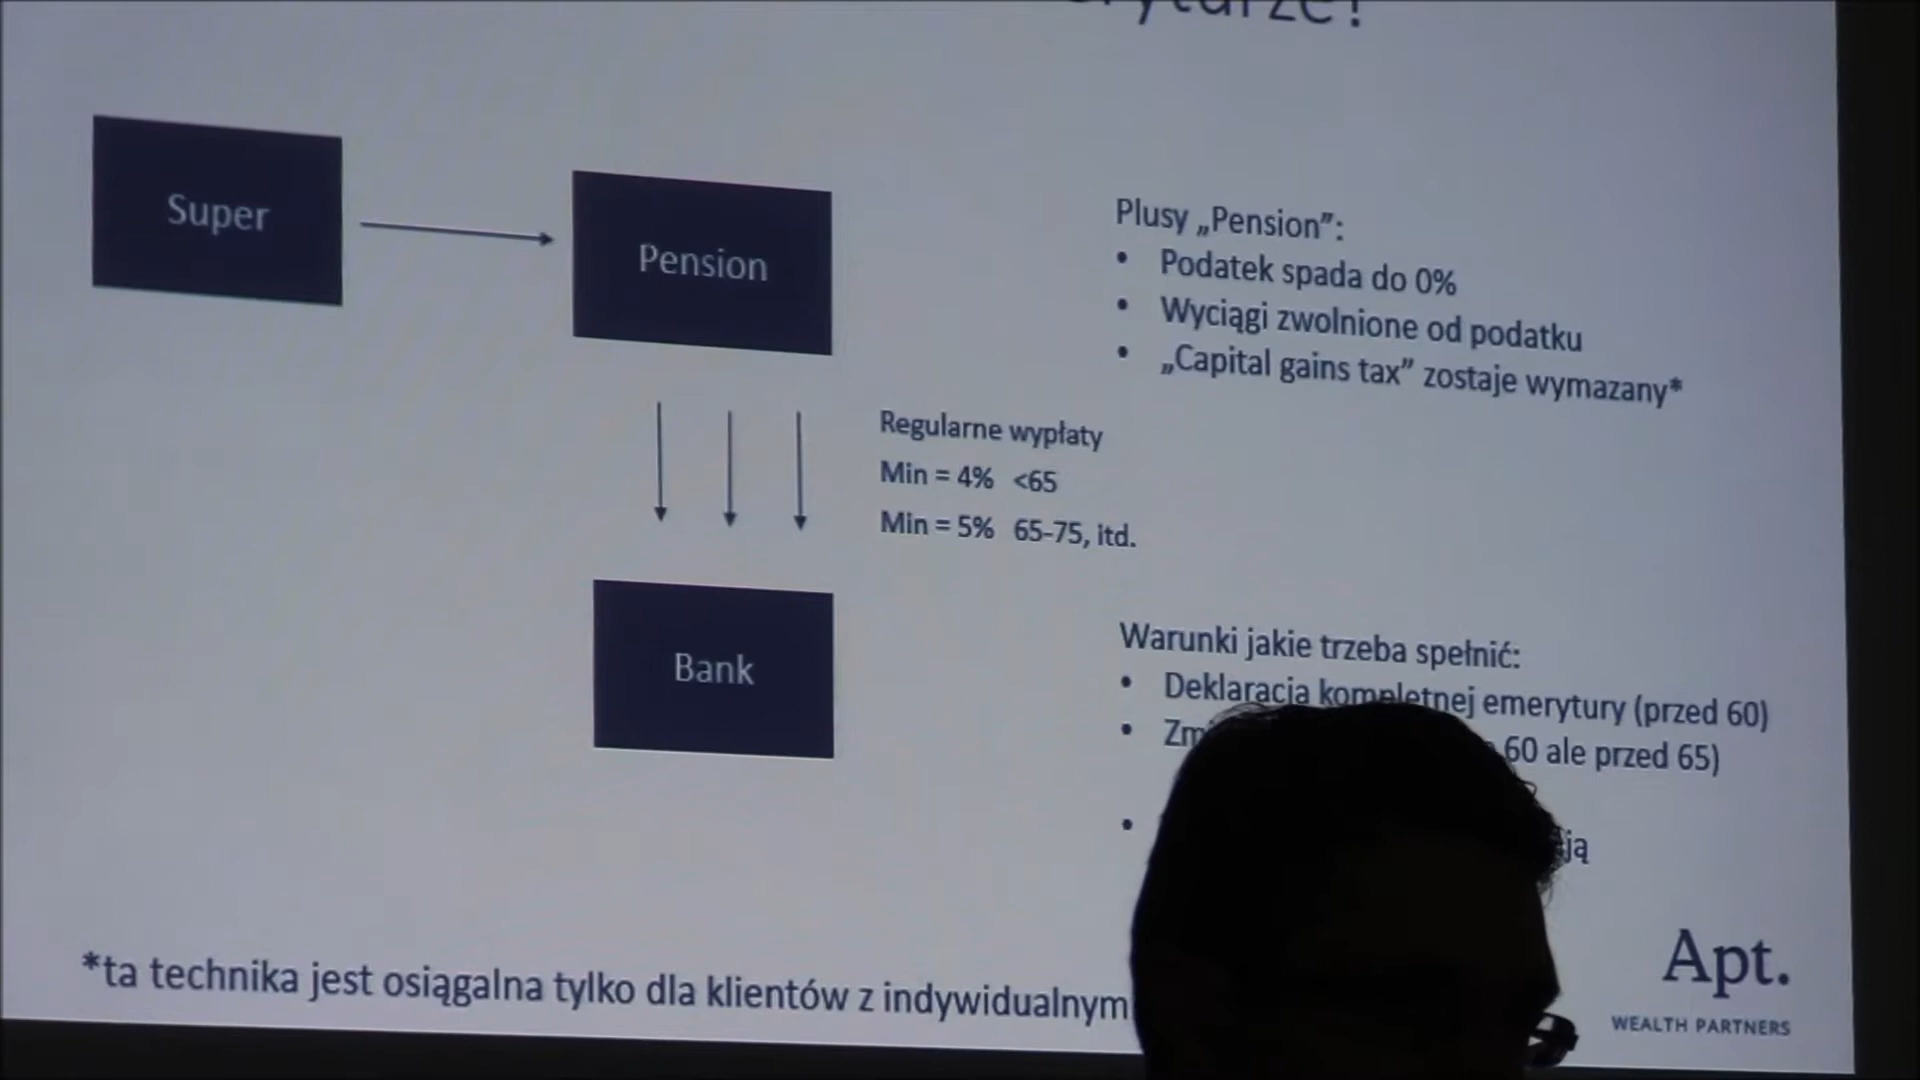 Super
Pension
Plusy „Pension”:
• Podatek spada do 0%
• Wyciągi zwolnione od podatku
• „Capital gains tax” zostaje wymazany*
Regularne wypłaty
Min = 4% <65
Min = 5% 65-75, itd.
Bank
Warunki jakie trzeba spełnić:
• Deklaracja kompletnej emerytury (przed 60)
• 60 ale przed 65)
•
*ta technika jest osiągalna tylko dla klientów z
Apt.
WEALTH PARTNERS